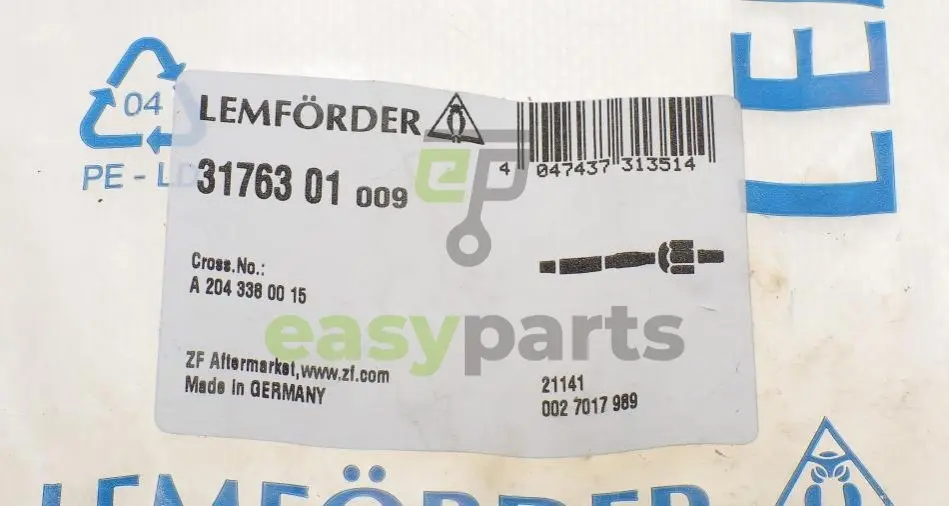 LE
04
PE - LD
LEMFÖRDER
31763 01 009
4 047437 313514
ep
Cross.No.:
A 204 338 00 15
easyparts
ZF Aftermarket,www.zf.com
Made in GERMANY
21141
002 7017 989
LEMFÖRDER